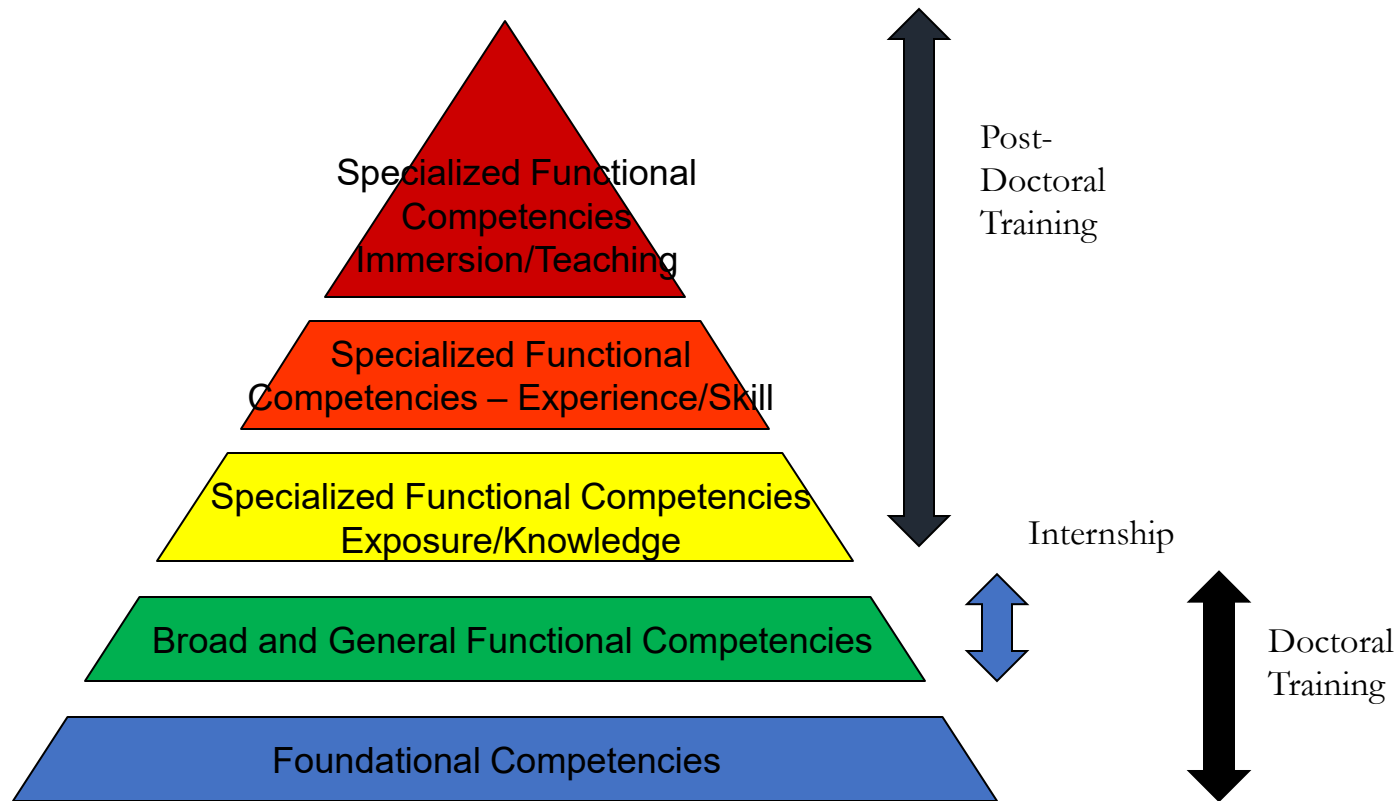 Specialized Functional
Competencies
Immersion/Teaching
Specialized Functional
Competencies – Experience/Skill
Specialized Functional Competencies
Exposure/Knowledge
Broad and General Functional Competencies
Foundational Competencies
Post-
Doctoral
Training
Internship
Doctoral
Training